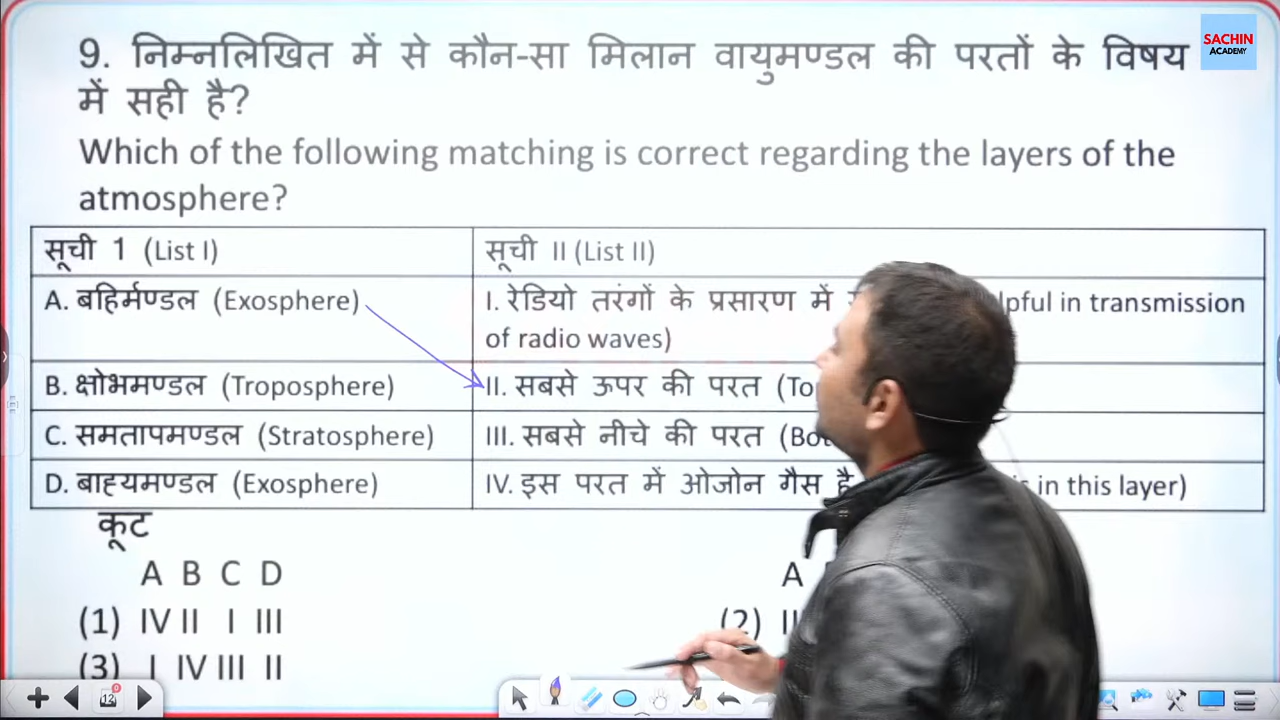 SACHIN
ACADEMY
9. निम्नलिखित में से कौन-सा मिलान वायुमण्डल की परतों के विषय
में सही है?
Which of the following matching is correct regarding the layers of the
atmosphere?
सूची 1 (List I)
सूची II (List II)
A. बहिर्मण्डल (Exosphere)
I. रेडियो तरंगों के प्रसारण में in transmission
of radio waves)
B. क्षोभमण्डल (Troposphere)
II. सबसे ऊपर की परत
C. समतापमण्डल (Stratosphere)
III. सबसे नीचे की परत
D. बाह्यमण्डल (Exosphere)
IV. इस परत में ओजोन गैस है in this layer)
कूट
A B C D
A
(1) IV II I III
(2)
(3) I IV III II
12